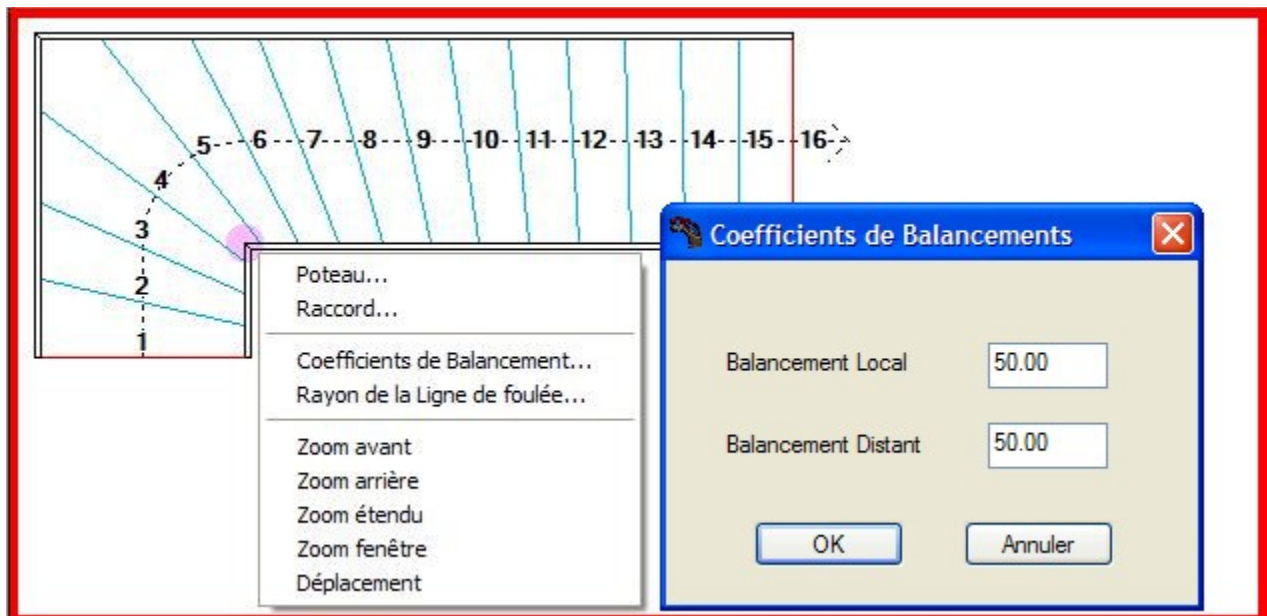 1
2
3
4
5
6
7
8
9
10
11
12
13
14
15
16
Poteau...
Raccord...
Coefficients de Balancement...
Rayon de la Ligne de foulée...
Zoom avant
Zoom arrière
Zoom étendu
Zoom fenêtre
Déplacement
Coefficients de Balancements
Balancement Local
50.00
Balancement Distant
50.00
OK
Annuler